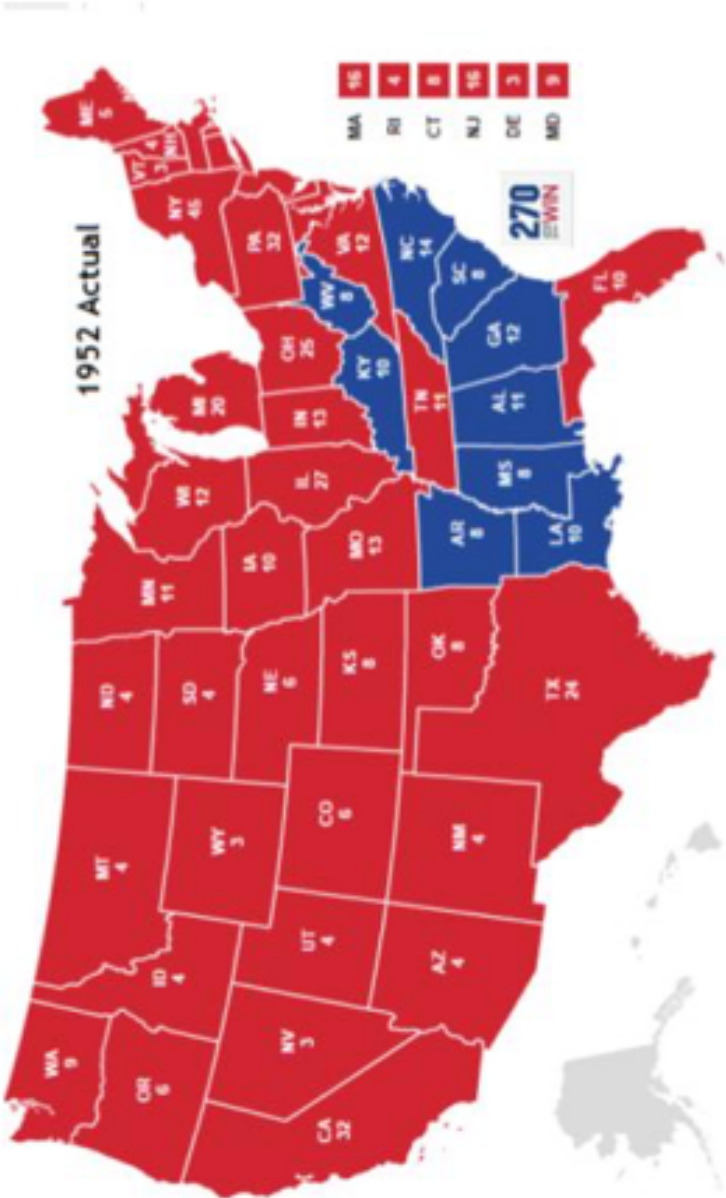 1952 Actual
WA
9
OR
6
CA
32
NV
3
ID
4
MT
4
WY
3
UT
4
AZ
4
CO
6
NM
4
ND
4
SD
4
NE
6
KS
8
OK
8
TX
24
MN
11
IA
10
MO
13
AR
8
LA
10
WI
12
IL
27
MI
20
IN
13
OH
25
KY
10
TN
11
MS
8
AL
11
GA
12
FL
10
SC
8
NC
14
VA
12
WV
8
PA
32
NY
45
VT
3
NH
4
ME
5
MA 16
RI 4
CT 8
NJ 16
DE 3
MD 9
270
TO WIN